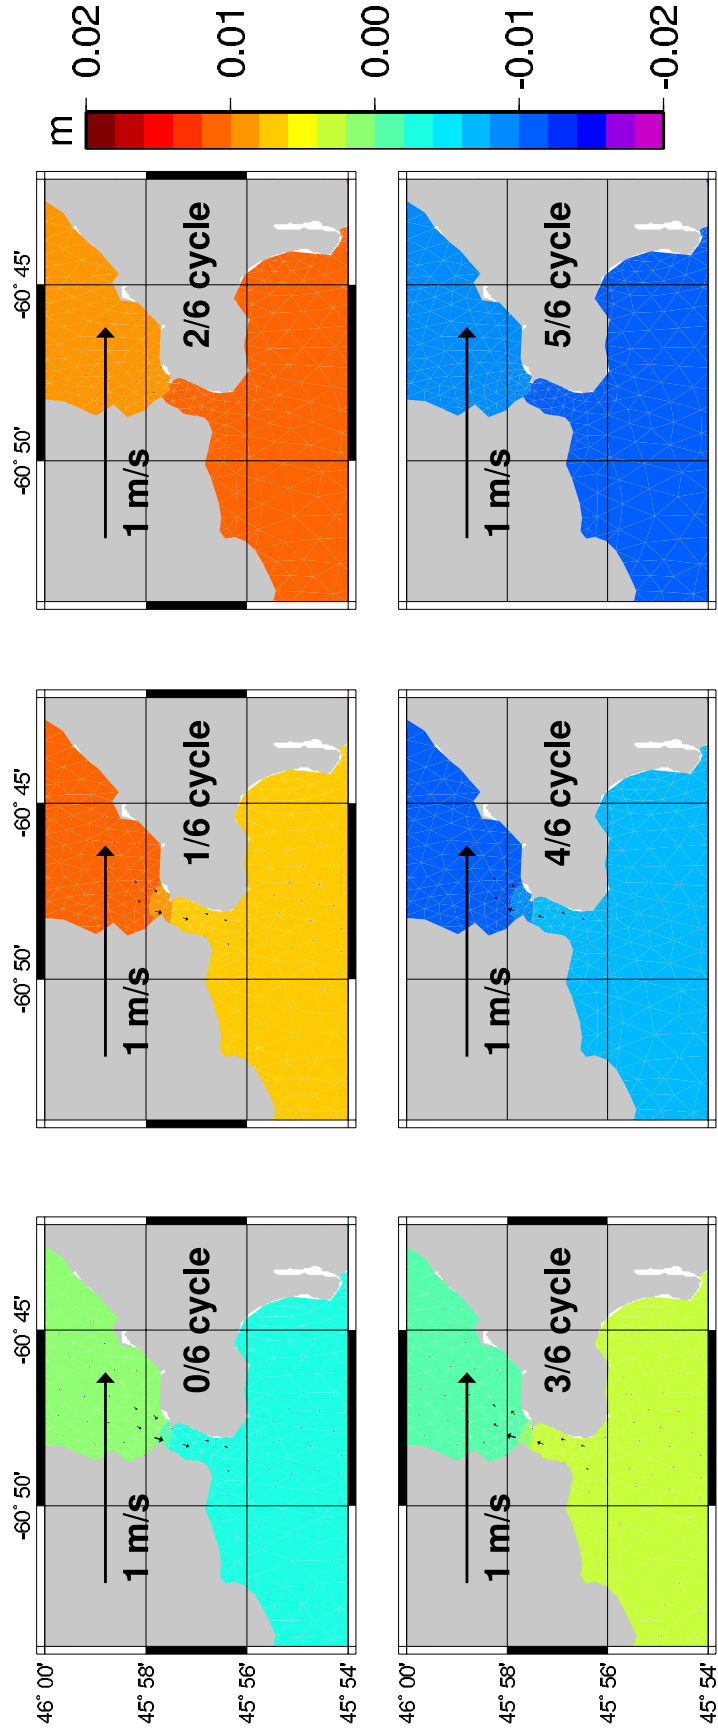 -60° 50' -60° 45' -60° 50' -60° 45' -60° 50' -60° 45'
46° 00'
45° 58'
45° 56'
45° 54'
1 m/s
0/6 cycle
1 m/s
1/6 cycle
1 m/s
2/6 cycle
46° 00'
45° 58'
45° 56'
45° 54'
1 m/s
3/6 cycle
1 m/s
4/6 cycle
1 m/s
5/6 cycle
m
0.02
0.01
0.00
-0.01
-0.02